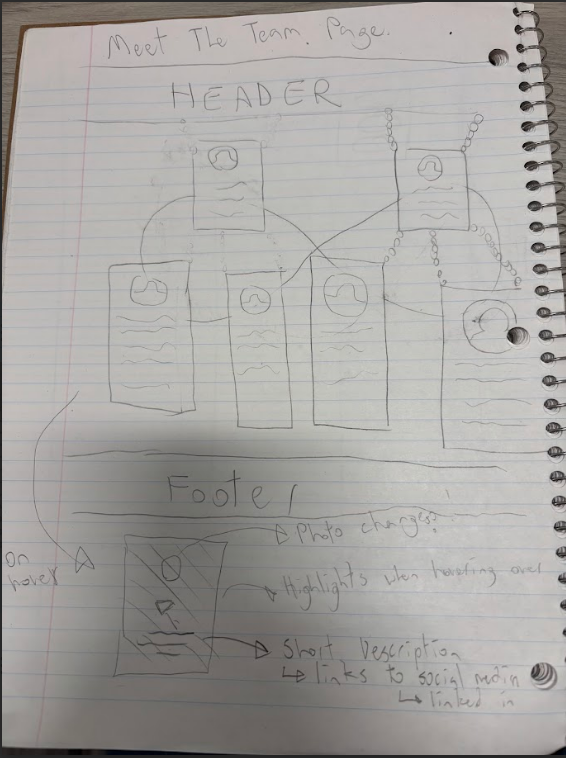 Meet The Team. Page.
HEADER
Footer
Photo changes?
on hover
Highlights when hovering over
Short Description
links to social media
linked in